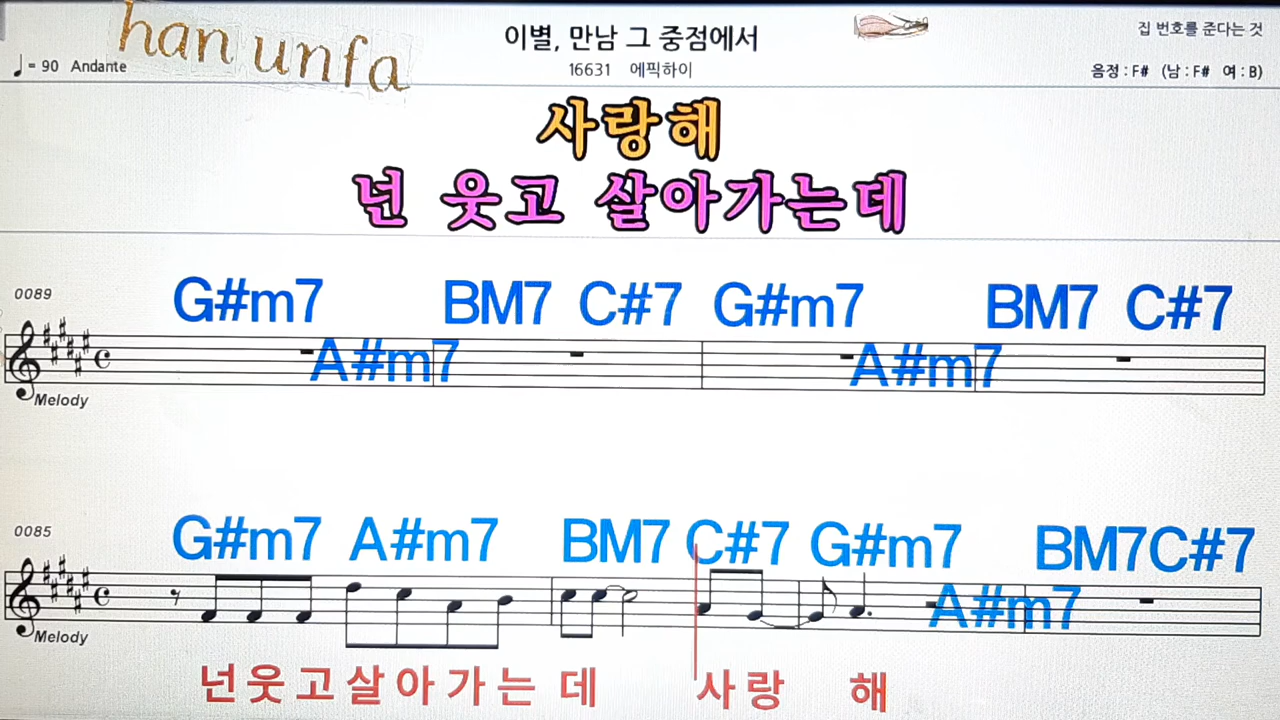 han unfa
이별, 만남 그 중점에서
집 번호를 준다는 것
♩= 90 Andante
16631 에픽하이
음정 : F# (남 : F# 여 : B)
사랑해
넌 웃고 살아가는데
0089
G#m7 A#m7 BM7 C#7 G#m7 A#m7 BM7 C#7
Melody
0085
G#m7 A#m7 BM7 C#7 G#m7 A#m7 BM7 C#7
Melody
넌 웃 고 살 아 가 는 데 사 랑 해